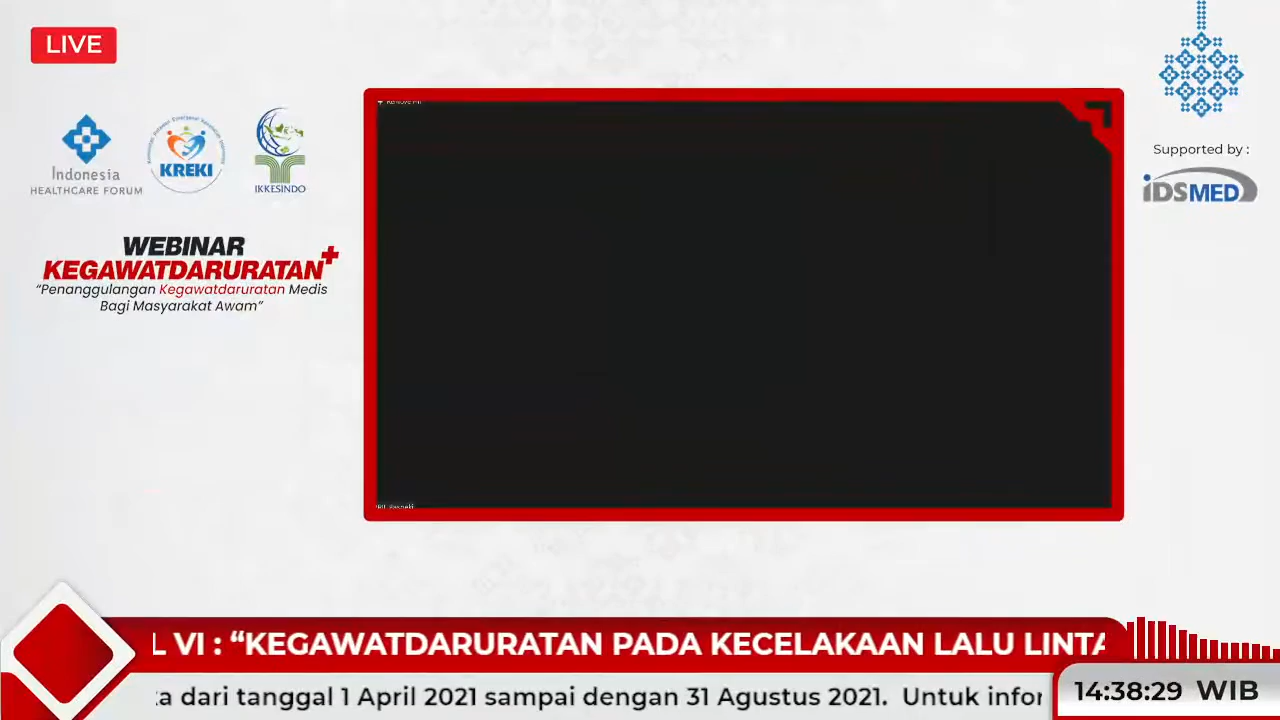 LIVE
Indonesia
HEALTHCARE FORUM
KREKI
IKKESINDO
WEBINAR
KEGAWATDARURATAN
“Penanggulangan Kegawatdaruratan Medis
Bagi Masyarakat Awam”
Supported by :
iDSMED
L VI : “KEGAWATDARURATAN PADA KECELAKAAN LALU LINTA
ta dari tanggal 1 April 2021 sampai dengan 31 Agustus 2021. Untuk infor
14:38:29 WIB